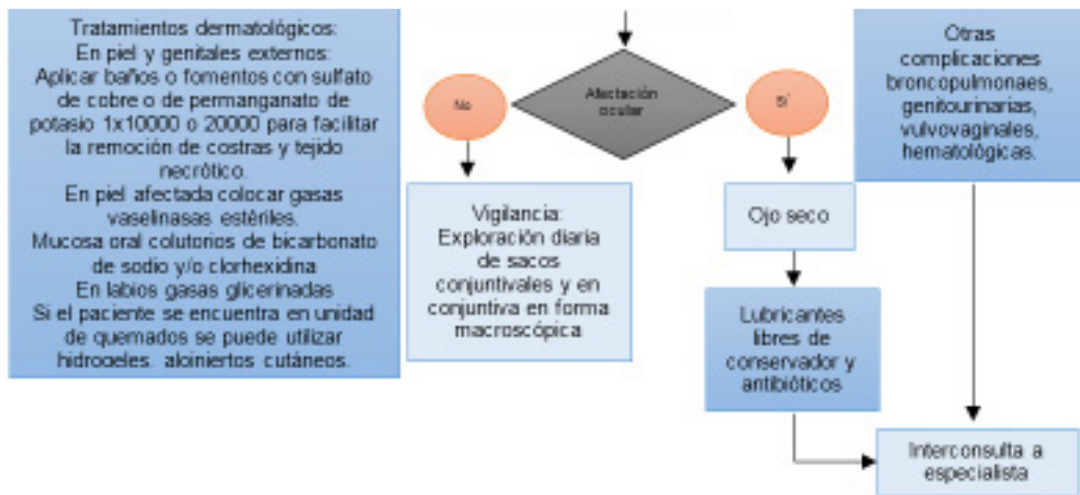 Tratamientos dermatológicos:
En piel y genitales externos:
Aplicar baños o fomentos con sulfato
de cobre o de permanganato de
potasio 1x10000 o 20000 para facilitar
la remoción de costras y tejido
necrótico.
En piel afectada colocar gasas
vaselinasas estériles.
Mucosa oral colutorios de bicarbonato
de sodio y/o clorhexidina
En labios gasas glicerinadas
Si el paciente se encuentra en unidad
de quemados se puede utilizar
hidrogeles, cutáneos.
No
Afectación
ocular
Sí
Vigilancia:
Exploración diaria
de sacos
conjuntivales y en
conjuntiva en forma
macroscópica
Ojo seco
Lubricantes
libres de
conservador y
antibióticos
Otras
complicaciones
broncopulmonaes,
genitourinarias,
vulvovaginales,
hematológicas.
Interconsulta a
especialista